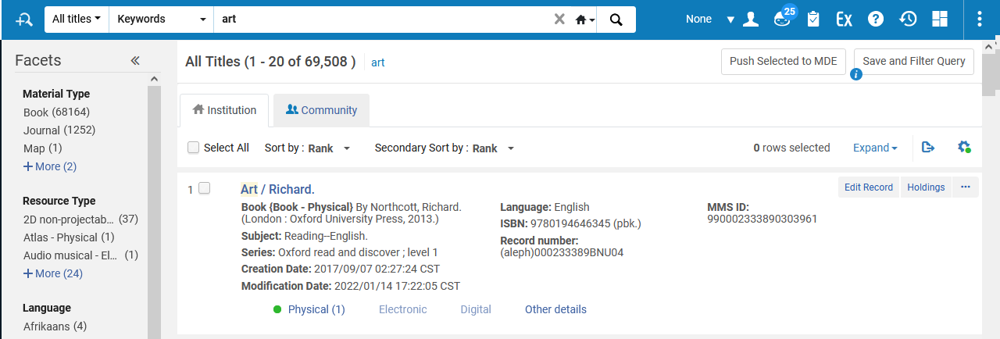 All titles Keywords art None 25 Ex
Facets
Material Type
Book (68164)
Journal (1252)
Map (1)
More (2)
Resource Type
2D non-projectab... (37)
Atlas - Physical (1)
Audio musical - El... (1)
More (24)
Language
Afrikaans (4)
All Titles (1 - 20 of 69,508 ) art
Push Selected to MDE Save and Filter Query
Institution Community
Select All Sort by : Rank Secondary Sort by : Rank 0 rows selected Expand
1 Art / Richard. Edit Record Holdings ...
Book {Book - Physical} By Northcott, Richard.
(London : Oxford University Press, 2013.)
Subject: Reading--English.
Series: Oxford read and discover ; level 1
Creation Date: 2017/09/07 02:27:24 CST
Modification Date: 2022/01/14 17:22:05 CST
Language: English
ISBN: 9780194646345 (pbk.)
Record number:
(aleph)000233389BNU04
MMS ID:
990002333890303961
Physical (1) Electronic Digital Other details